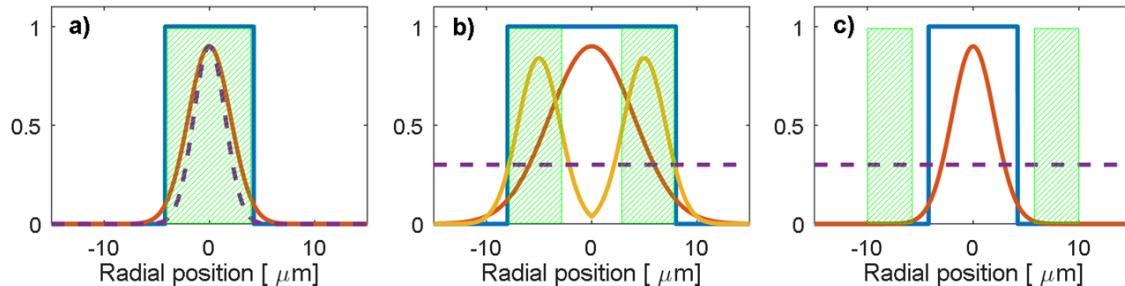 a) b) c)
1 1 1
0.5 0.5 0.5
0 0 0
-10 0 10 -10 0 10 -10 0 10
Radial position [ μm] Radial position [ μm] Radial position [ μm]